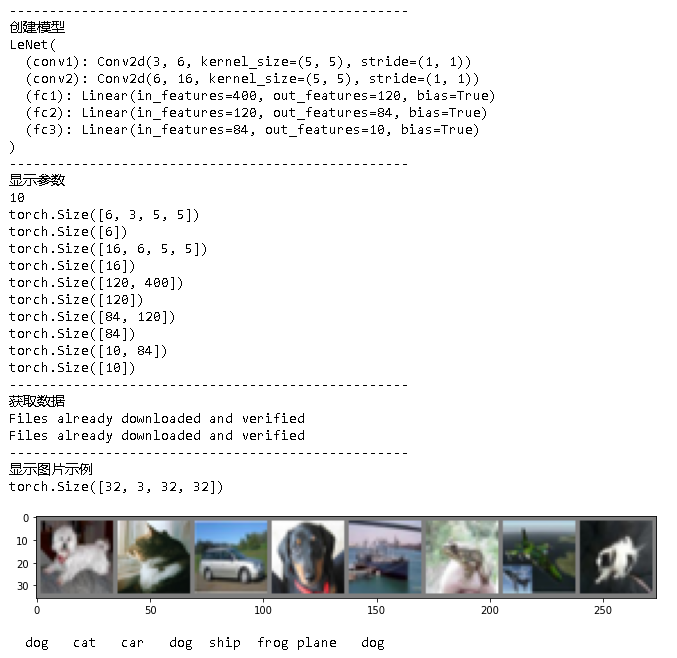 --------------------------------------------------
创建模型
LeNet(
  (conv1): Conv2d(3, 6, kernel_size=(5, 5), stride=(1, 1))
  (conv2): Conv2d(6, 16, kernel_size=(5, 5), stride=(1, 1))
  (fc1): Linear(in_features=400, out_features=120, bias=True)
  (fc2): Linear(in_features=120, out_features=84, bias=True)
  (fc3): Linear(in_features=84, out_features=10, bias=True)
)
--------------------------------------------------
显示参数
10
torch.Size([6, 3, 5, 5])
torch.Size([6])
torch.Size([16, 6, 5, 5])
torch.Size([16])
torch.Size([120, 400])
torch.Size([120])
torch.Size([84, 120])
torch.Size([84])
torch.Size([10, 84])
torch.Size([10])
--------------------------------------------------
获取数据
Files already downloaded and verified
Files already downloaded and verified
--------------------------------------------------
显示图片示例
torch.Size([32, 3, 32, 32])
0
10
20
30
0 50 100 150 200 250
dog cat car dog ship frog plane dog